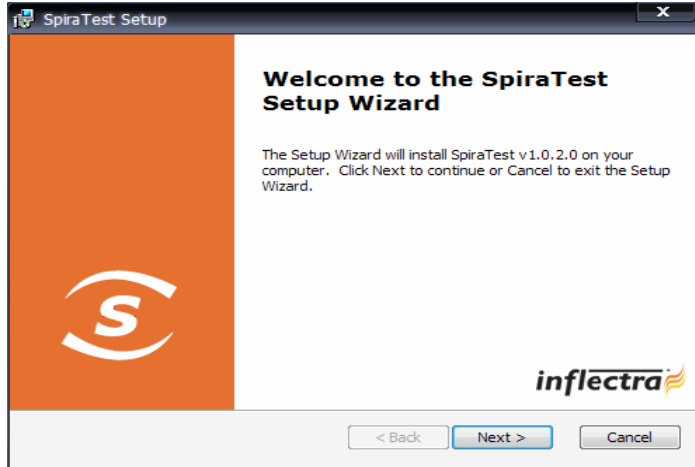 SpiraTest Setup
X
Welcome to the SpiraTest
Setup Wizard
The Setup Wizard will install SpiraTest v1.0.2.0 on your
computer. Click Next to continue or Cancel to exit the Setup
Wizard.
S
inflectra
< Back
Next >
Cancel